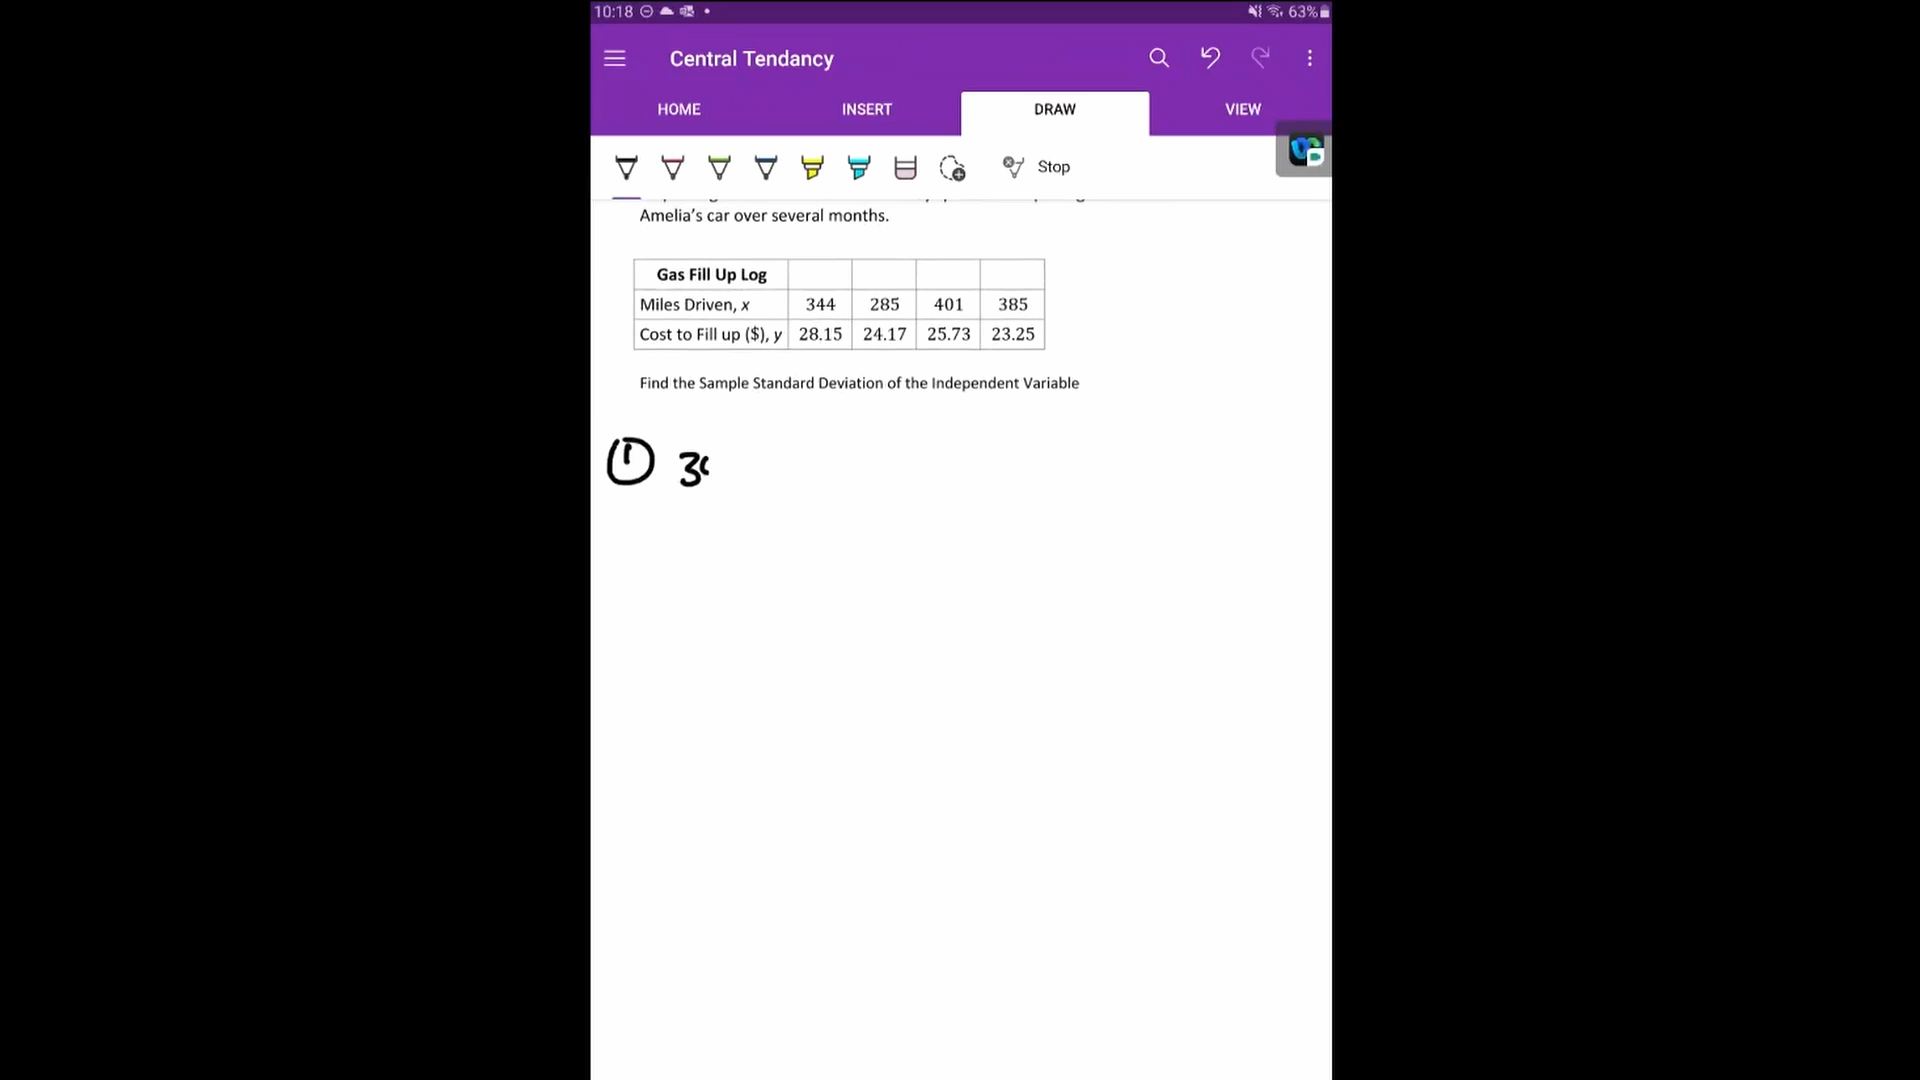 10:18 63%
Central Tendancy
HOME INSERT DRAW VIEW
Stop
Amelia's car over several months.
Gas Fill Up Log
Miles Driven, x 344 285 401 385
Cost to Fill up ($), y 28.15 24.17 25.73 23.25
Find the Sample Standard Deviation of the Independent Variable
① 3